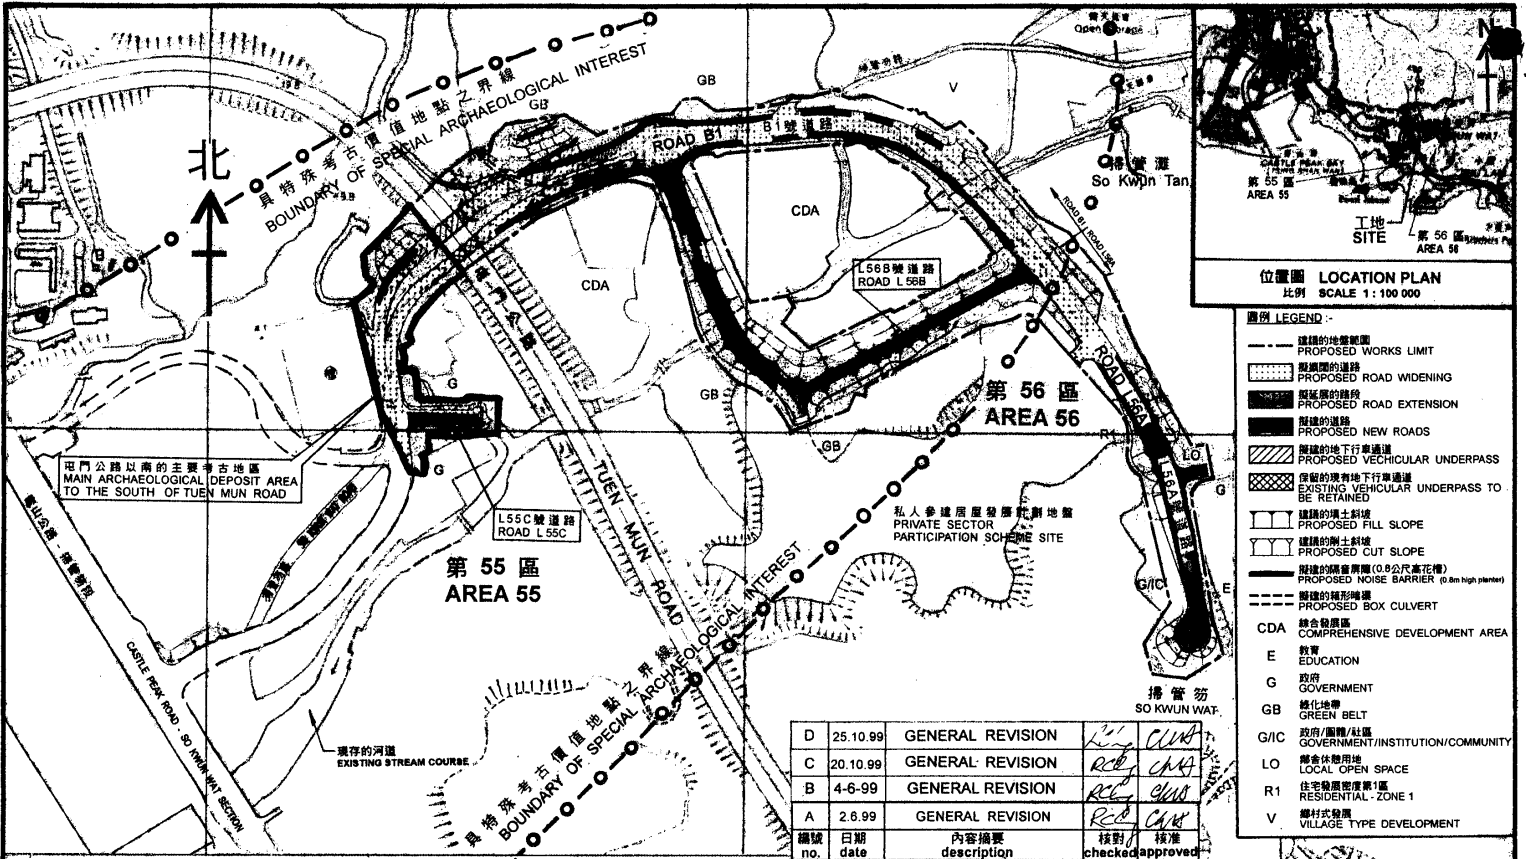 北
具特殊考古價值地點之界線
BOUNDARY OF SPECIAL ARCHAEOLOGICAL INTEREST
GB
GB
V
Open Storage
ROAD B1
B1號道路
掃管灘
So Kwun Tan
ROAD B1
ROAD L56A
CDA
CDA
L56B號道路
ROAD L56B
屯門公路
G
GB
第 56 區
AREA 56
ROAD L56A
L56A號道路
R1
LO
G
GB
G
屯門公路以南的主要考古地區
MAIN ARCHAEOLOGICAL DEPOSIT AREA
TO THE SOUTH OF TUEN MUN ROAD
L55C號道路
ROAD L55C
TUEN MUN ROAD
私人參建居屋發展計劃地盤
PRIVATE SECTOR
PARTICIPATION SCHEME SITE
第 55 區
AREA 55
G/IC
E
掃管笏
SO KWUN WAT
CASTLE PEAK ROAD - SO KWUN WAT SECTION
現存的河道
EXISTING STREAM COURSE
具特殊考古價值地點之界線
BOUNDARY OF SPECIAL ARCHAEOLOGICAL INTEREST
N
CASTLE PEAK BAY
第 55 區
AREA 55
工地
SITE
第 56 區
AREA 56
位置圖 LOCATION PLAN
比例 SCALE 1 : 100 000
圖例 LEGEND :-
建議的地盤範圍
PROPOSED WORKS LIMIT
擬擴闊的道路
PROPOSED ROAD WIDENING
擬延展的路段
PROPOSED ROAD EXTENSION
擬建的道路
PROPOSED NEW ROADS
擬建的地下行車通道
PROPOSED VECHICULAR UNDERPASS
保留的現有地下行車通道
EXISTING VEHICULAR UNDERPASS TO
BE RETAINED
建議的填土斜坡
PROPOSED FILL SLOPE
建議的削土斜坡
PROPOSED CUT SLOPE
擬建的隔音屏障(0.8公尺高花槽)
PROPOSED NOISE BARRIER (0.8m high planter)
擬建的箱形暗渠
PROPOSED BOX CULVERT
CDA 綜合發展區
COMPREHENSIVE DEVELOPMENT AREA
E 教育
EDUCATION
G 政府
GOVERNMENT
GB 綠化地帶
GREEN BELT
G/IC 政府/團體/社區
GOVERNMENT/INSTITUTION/COMMUNITY
LO 鄰舍休憩用地
LOCAL OPEN SPACE
R1 住宅發展密度第1區
RESIDENTIAL - ZONE 1
V 鄉村式發展
VILLAGE TYPE DEVELOPMENT
D 25.10.99 GENERAL REVISION
C 20.10.99 GENERAL REVISION
B 4-6-99 GENERAL REVISION
A 2.6.99 GENERAL REVISION
編號 日期 內容摘要 核對 核准
no. date description checked approved